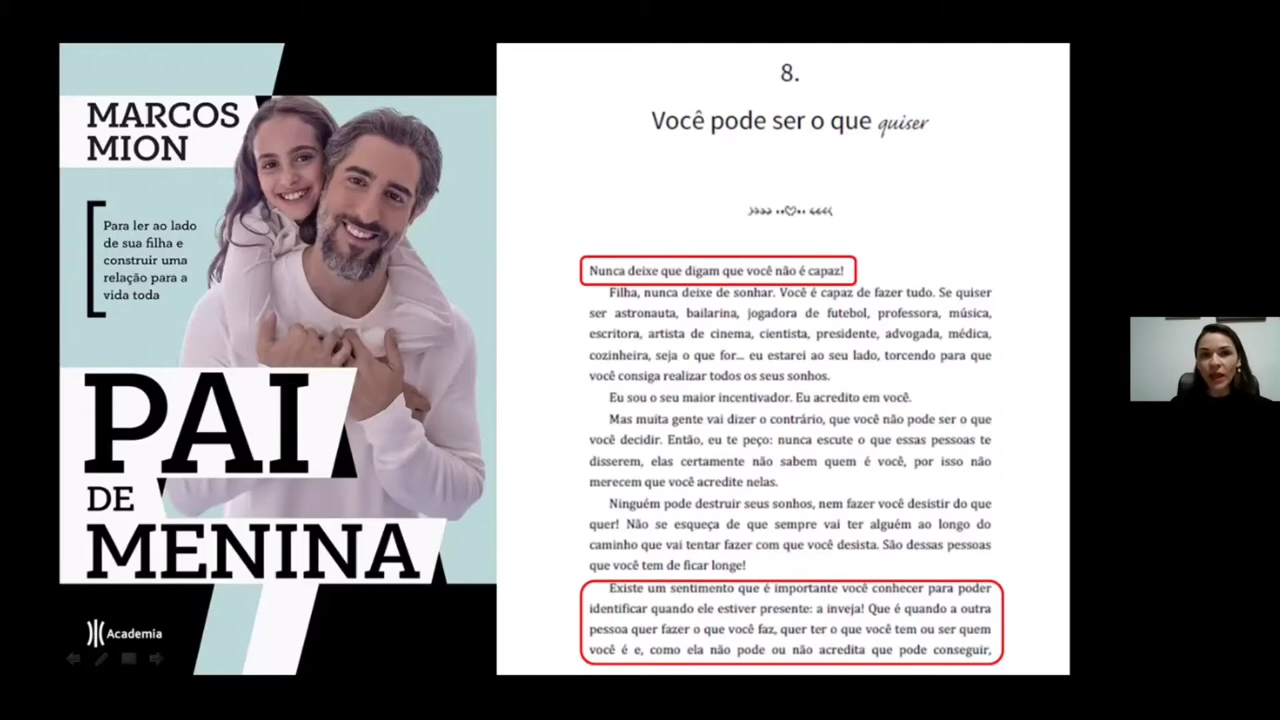 MARCOS
MION
Para ler ao lado
de sua filha e
construir uma
relação para a
vida toda
PAI
DE
MENINA
Academia
8.
Você pode ser o que quiser
Nunca deixe que digam que você não é capaz!
Filha, nunca deixe de sonhar. Você é capaz de fazer tudo. Se quiser
ser astronauta, bailarina, jogadora de futebol, professora, música,
escritora, artista de cinema, cientista, presidente, advogada, médica,
cozinheira, seja o que for... eu estarei ao seu lado, torcendo para que
você consiga realizar todos os seus sonhos.
Eu sou o seu maior incentivador. Eu acredito em você.
Mas muita gente vai dizer o contrário, que você não pode ser o que
você decidir. Então, eu te peço: nunca escute o que essas pessoas te
disserem, elas certamente não sabem quem é você, por isso não
merecem que você acredite nelas.
Ninguém pode destruir seus sonhos, nem fazer você desistir do que
quer! Não se esqueça de que sempre vai ter alguém ao longo do
caminho que vai tentar fazer com que você desista. São dessas pessoas
que você tem de ficar longe!
Existe um sentimento que é importante você conhecer para poder
identificar quando ele estiver presente: a inveja! Que é quando a outra
pessoa quer fazer o que você faz, quer ter o que você tem ou ser quem
você é e, como ela não pode ou não acredita que pode conseguir,